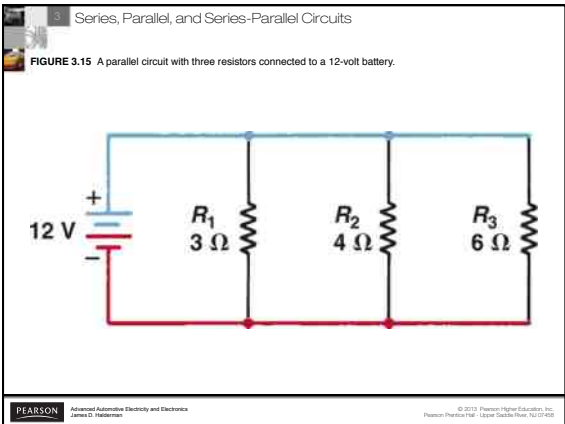 3 Series, Parallel, and Series-Parallel Circuits
FIGURE 3.15 A parallel circuit with three resistors connected to a 12-volt battery.
+
12 V
−
R1
3 Ω
R2
4 Ω
R3
6 Ω
PEARSON
Advanced Automotive Electricity and Electronics
James D. Halderman
© 2013 Pearson Higher Education, Inc.
Pearson Prentice Hall - Upper Saddle River, NJ 07458